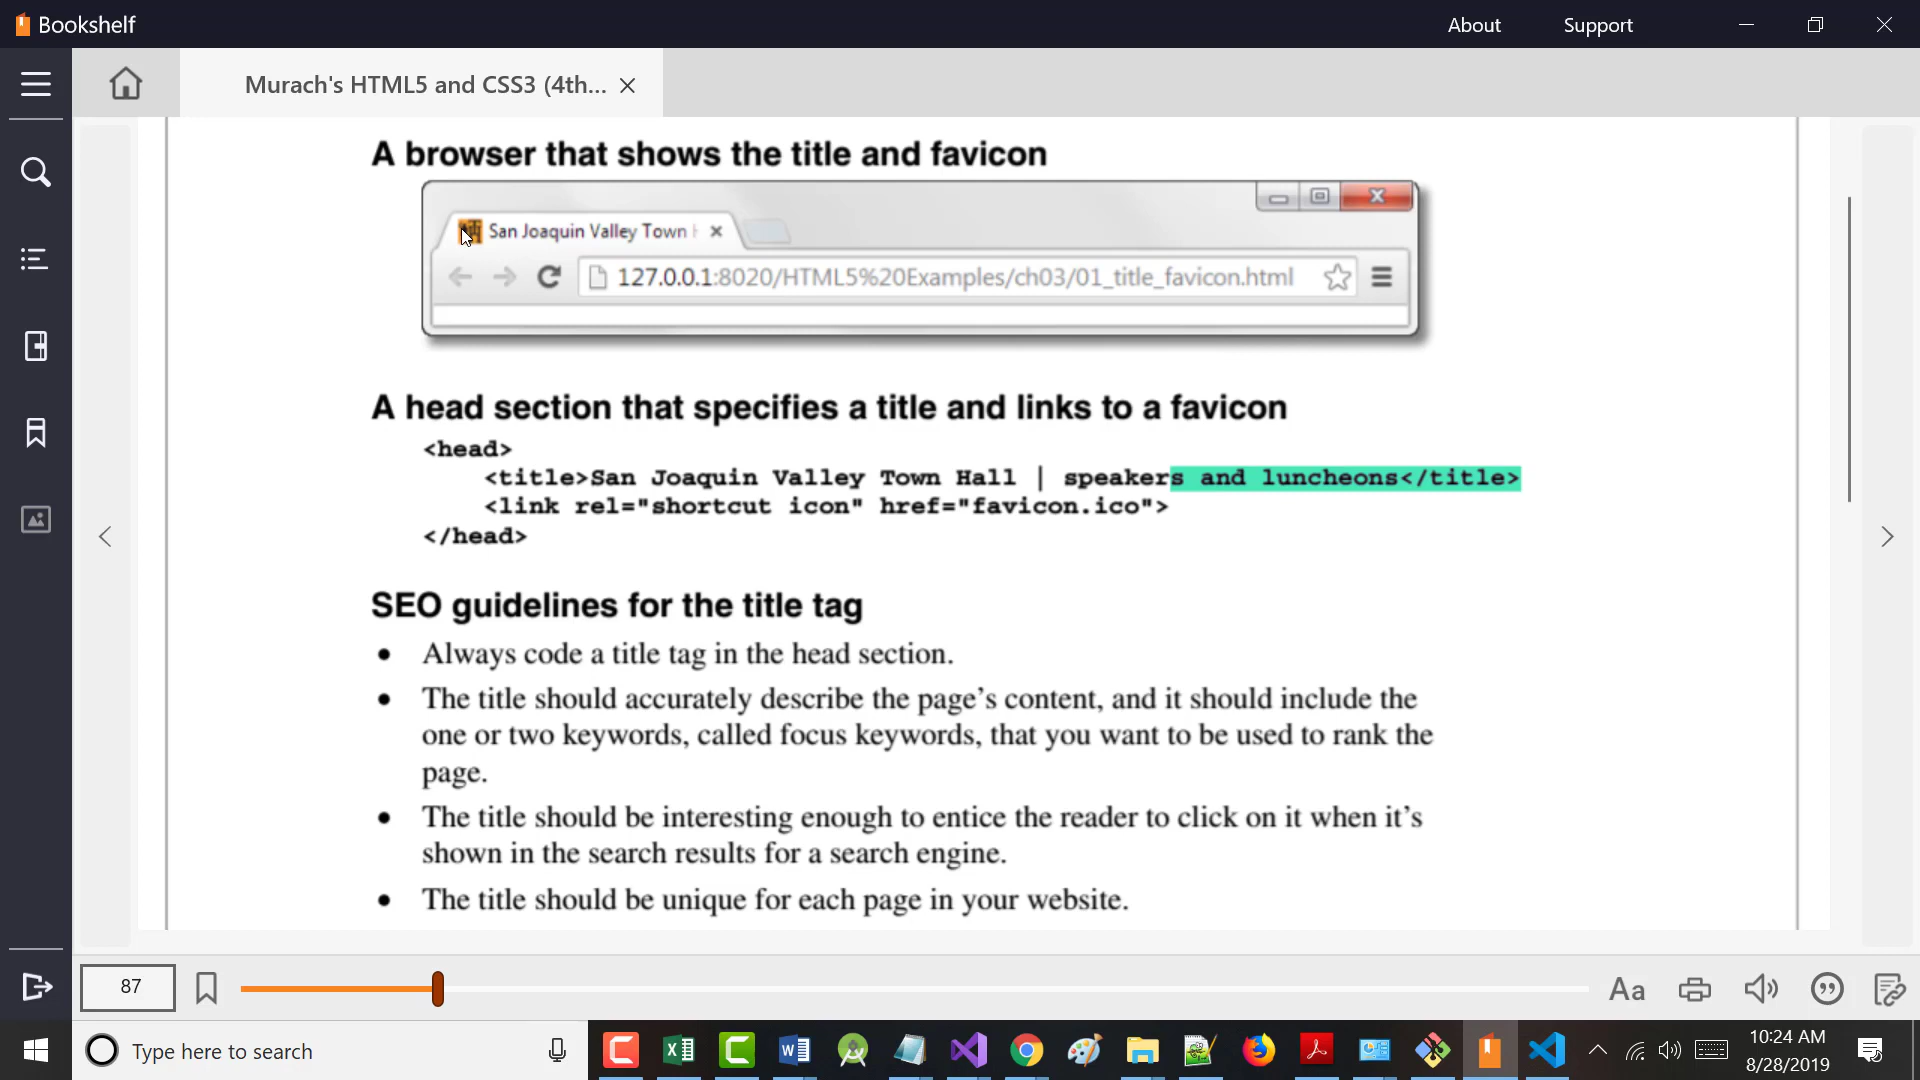 Bookshelf
About
Support
Murach's HTML5 and CSS3 (4th...
A browser that shows the title and favicon
San Joaquin Valley Town
127.0.0.1:8020/HTML5%20Examples/ch03/01_title_favicon.html
A head section that specifies a title and links to a favicon
<head>
<title>San Joaquin Valley Town Hall | speakers and luncheons</title>
<link rel="shortcut icon" href="favicon.ico">
</head>
SEO guidelines for the title tag
• Always code a title tag in the head section.
• The title should accurately describe the page’s content, and it should include the
one or two keywords, called focus keywords, that you want to be used to rank the
page.
• The title should be interesting enough to entice the reader to click on it when it’s
shown in the search results for a search engine.
• The title should be unique for each page in your website.
87
Aa
Type here to search
10:24 AM
8/28/2019